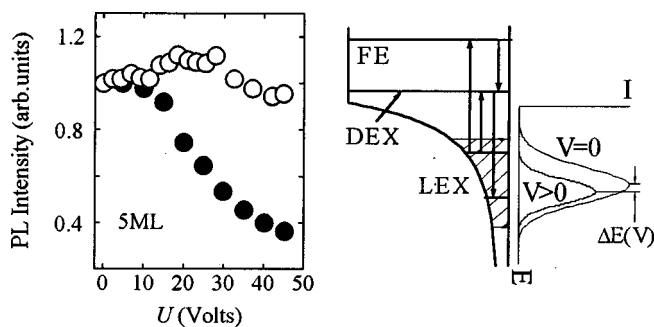 PL Intensity (arb.units)
1.2
0.8
0.4
5ML
0 10 20 30 40 50
U (Volts)
FE
DEX
LEX
I
V=0
V>0
ΔE(V)
E